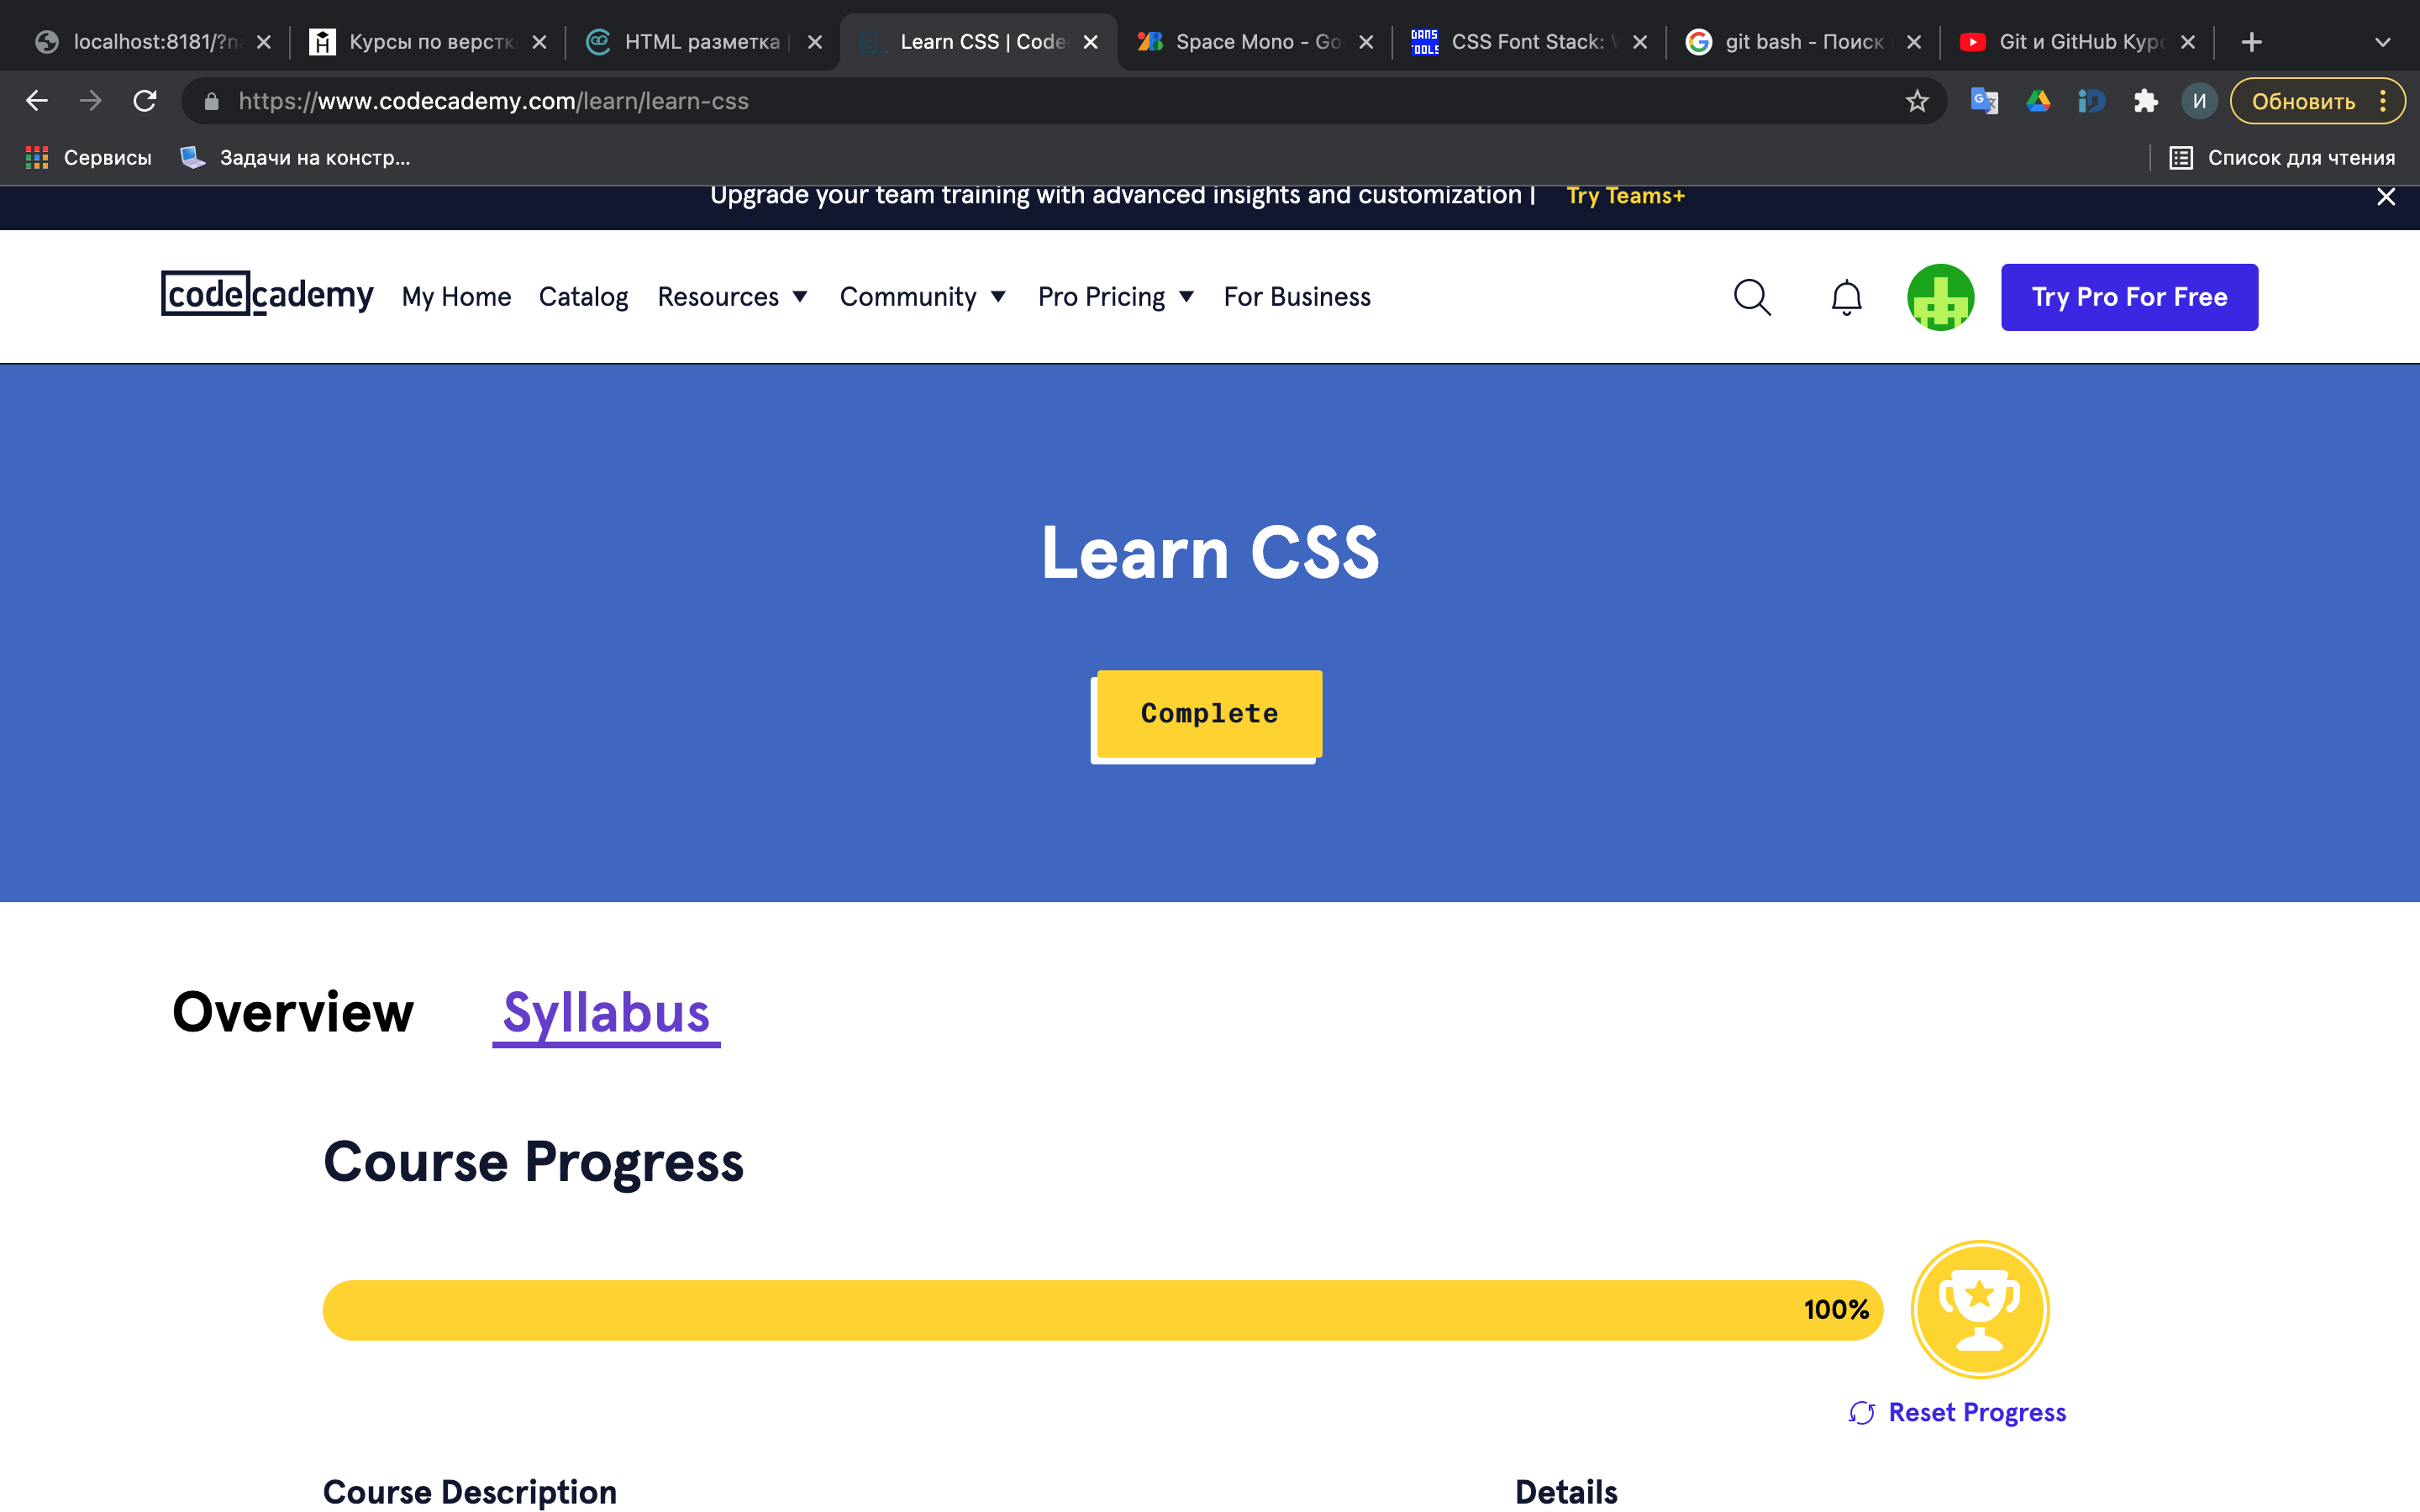 localhost:8181/?n
Курсы по верстк
HTML разметка |
Learn CSS | Code
Space Mono - Go
CSS Font Stack: W
git bash - Поиск
Git и GitHub Курс
https://www.codecademy.com/learn/learn-css
И
Обновить
Сервисы
Задачи на констр...
Список для чтения
Upgrade your team training with advanced insights and customization | Try Teams+
codecademy
My Home
Catalog
Resources
Community
Pro Pricing
For Business
Try Pro For Free
Learn CSS
Complete
Overview
Syllabus
Course Progress
100%
Reset Progress
Course Description
Details